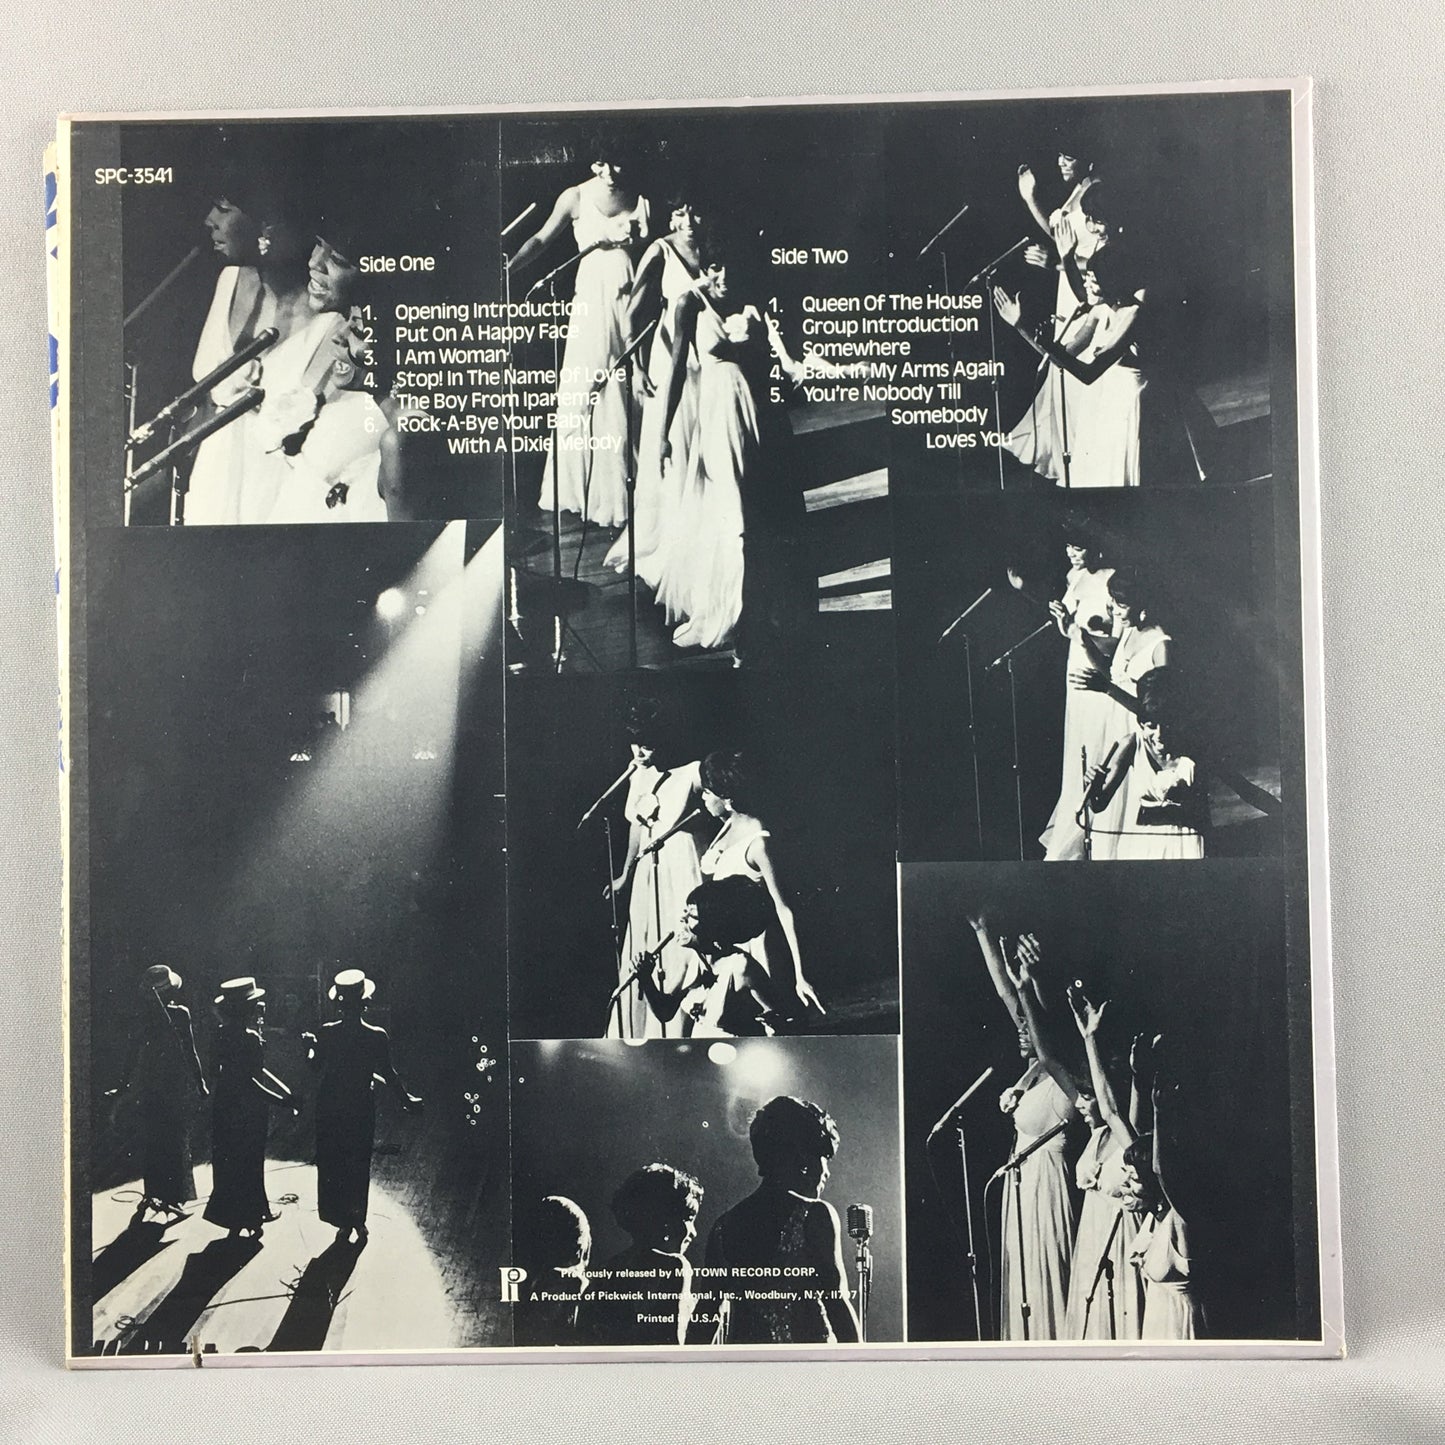 SPC-3541
Side One
1. Opening Introduction
2. Put On A Happy Face
3. I Am Woman
4. Stop! In The Name Of Love
5. The Boy From Ipanema
6. Rock-A-Bye Your Baby
With A Dixie Melody
Side Two
1. Queen Of The House
2. Group Introduction
3. Somewhere
4. Back In My Arms Again
5. You're Nobody Till
Somebody
Loves You
Previously released by MOTOWN RECORD CORP.
A Product of Pickwick International, Inc., Woodbury, N.Y. 11797
Printed in U.S.A.